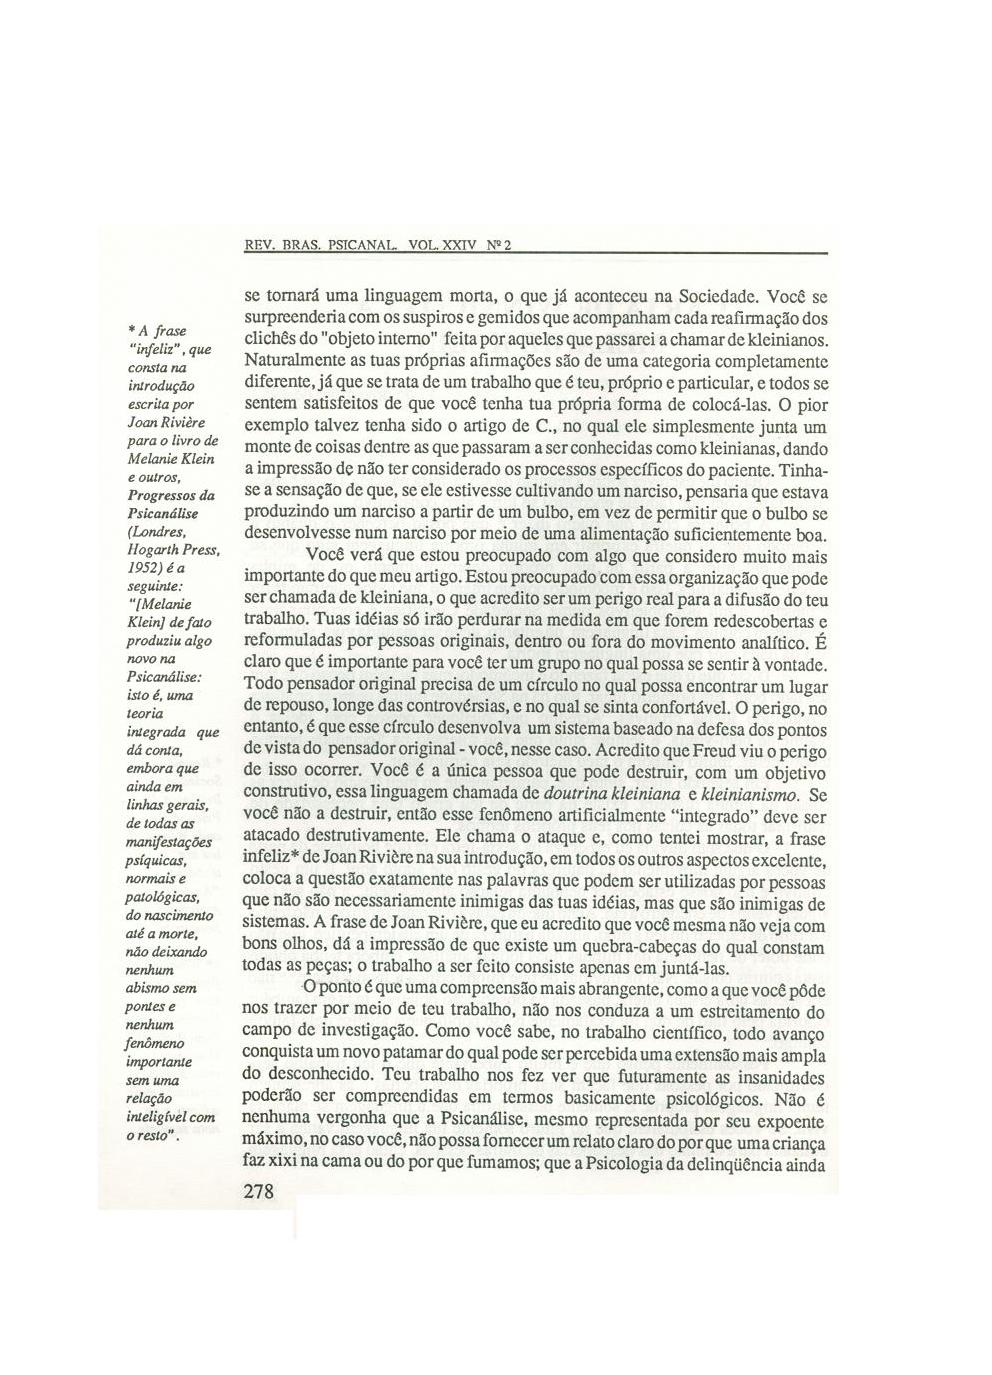 REV. BRAS. PSICANAL. VOL. XXIV Nº 2
se tornará uma linguagem morta, o que já aconteceu na Sociedade. Você se
surpreenderia com os suspiros e gemidos que acompanham cada reafirmação dos
clichês do "objeto interno" feita por aqueles que passarei a chamar de kleinianos.
Naturalmente as tuas próprias afirmações são de uma categoria completamente
diferente, já que se trata de um trabalho que é teu, próprio e particular, e todos se
sentem satisfeitos de que você tenha tua própria forma de colocá-las. O pior
exemplo talvez tenha sido o artigo de C., no qual ele simplesmente junta um
monte de coisas dentre as que passaram a ser conhecidas como kleinianas, dando
a impressão de não ter considerado os processos específicos do paciente. Tinha-
se a sensação de que, se ele estivesse cultivando um narciso, pensaria que estava
produzindo um narciso a partir de um bulbo, em vez de permitir que o bulbo se
desenvolvesse num narciso por meio de uma alimentação suficientemente boa.
Você verá que estou preocupado com algo que considero muito mais
importante do que meu artigo. Estou preocupado com essa organização que pode
ser chamada de kleiniana, o que acredito ser um perigo real para a difusão do teu
trabalho. Tuas idéias só irão perdurar na medida em que forem redescobertas e
reformuladas por pessoas originais, dentro ou fora do movimento analítico. É
claro que é importante para você ter um grupo no qual possa se sentir à vontade.
Todo pensador original precisa de um círculo no qual possa encontrar um lugar
de repouso, longe das controvérsias, e no qual se sinta confortável. O perigo, no
entanto, é que esse círculo desenvolva um sistema baseado na defesa dos pontos
de vista do pensador original - você, nesse caso. Acredito que Freud viu o perigo
de isso ocorrer. Você é a única pessoa que pode destruir, com um objetivo
construtivo, essa linguagem chamada de doutrina kleiniana e kleinianismo. Se
você não a destruir, então esse fenômeno artificialmente “integrado” deve ser
atacado destrutivamente. Ele chama o ataque e, como tentei mostrar, a frase
infeliz* de Joan Rivière na sua introdução, em todos os outros aspectos excelente,
coloca a questão exatamente nas palavras que podem ser utilizadas por pessoas
que não são necessariamente inimigas das tuas idéias, mas que são inimigas de
sistemas. A frase de Joan Rivière, que eu acredito que você mesma não veja com
bons olhos, dá a impressão de que existe um quebra-cabeças do qual constam
todas as peças; o trabalho a ser feito consiste apenas em juntá-las.
O ponto é que uma compreensão mais abrangente, como a que você pôde
nos trazer por meio de teu trabalho, não nos conduza a um estreitamento do
campo de investigação. Como você sabe, no trabalho científico, todo avanço
conquista um novo patamar do qual pode ser percebida uma extensão mais ampla
do desconhecido. Teu trabalho nos fez ver que futuramente as insanidades
poderão ser compreendidas em termos basicamente psicológicos. Não é
nenhuma vergonha que a Psicanálise, mesmo representada por seu expoente
máximo, no caso você, não possa fornecer um relato claro do por que uma criança
faz xixi na cama ou do por que fumamos; que a Psicologia da delinqüência ainda
* A frase
“infeliz”, que
consta na
introdução
escrita por
Joan Rivière
para o livro de
Melanie Klein
e outros,
Progressos da
Psicanálise
(Londres,
Hogarth Press,
1952) é a
seguinte:
“[Melanie
Klein] de fato
produziu algo
novo na
Psicanálise:
isto é, uma
teoria
integrada que
dá conta,
embora que
ainda em
linhas gerais,
de todas as
manifestações
psíquicas,
normais e
patológicas,
do nascimento
até a morte,
não deixando
nenhum
abismo sem
pontes e
nenhum
fenômeno
importante
sem uma
relação
inteligível com
o resto”.
278